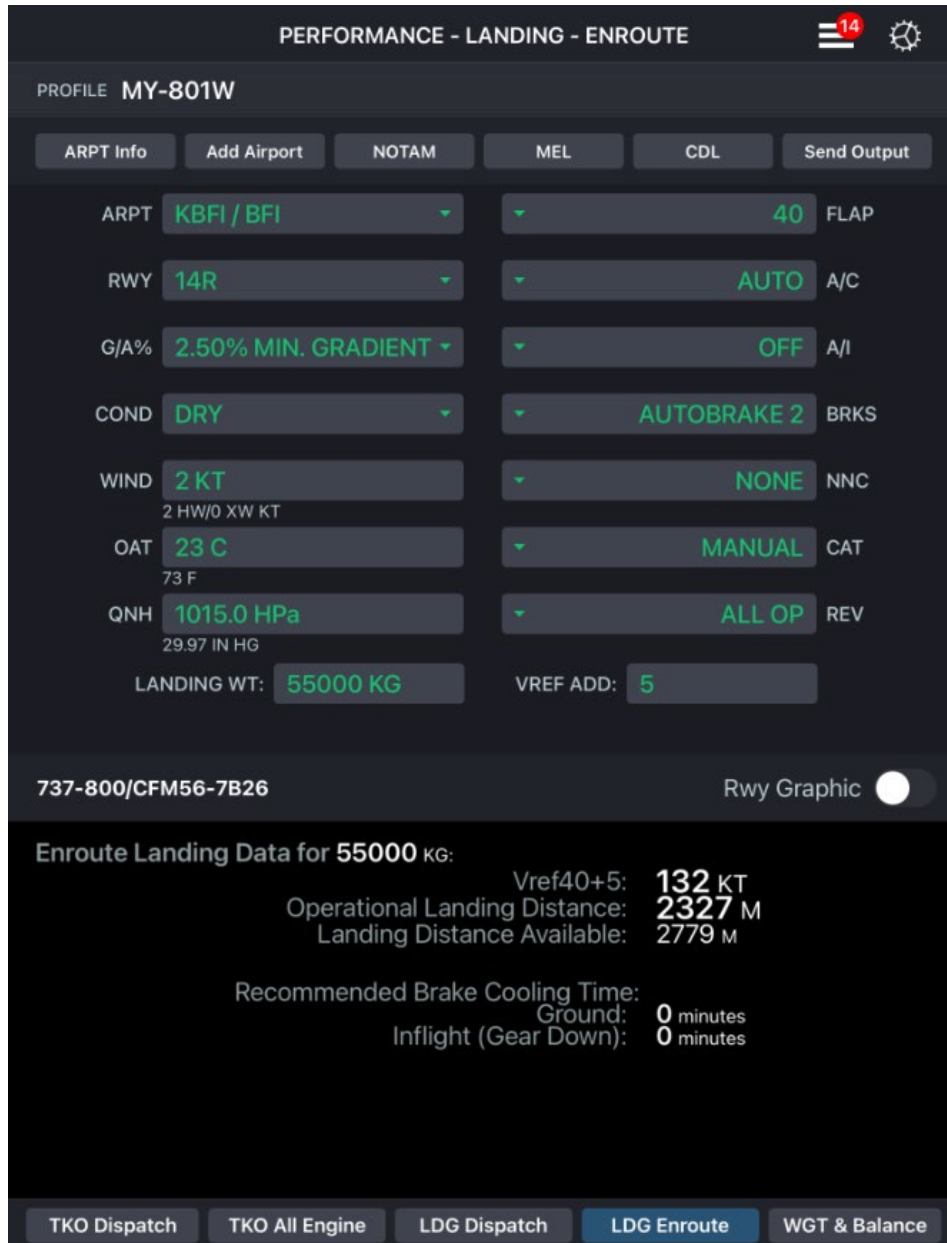 PERFORMANCE - LANDING - ENROUTE 14
PROFILE MY-801W
ARPT Info Add Airport NOTAM MEL CDL Send Output
ARPT KBFI / BFI 40 FLAP
RWY 14R AUTO A/C
G/A% 2.50% MIN. GRADIENT OFF A/I
COND DRY AUTOBRAKE 2 BRKS
WIND 2 KT NONE NNC
2 HW/0 XW KT
OAT 23 C MANUAL CAT
73 F
QNH 1015.0 HPa ALL OP REV
29.97 IN HG
LANDING WT: 55000 KG VREF ADD: 5
737-800/CFM56-7B26 Rwy Graphic
Enroute Landing Data for 55000 KG:
Vref40+5: 132 KT
Operational Landing Distance: 2327 M
Landing Distance Available: 2779 M
Recommended Brake Cooling Time:
Ground: 0 minutes
Inflight (Gear Down): 0 minutes
TKO Dispatch TKO All Engine LDG Dispatch LDG Enroute WGT & Balance